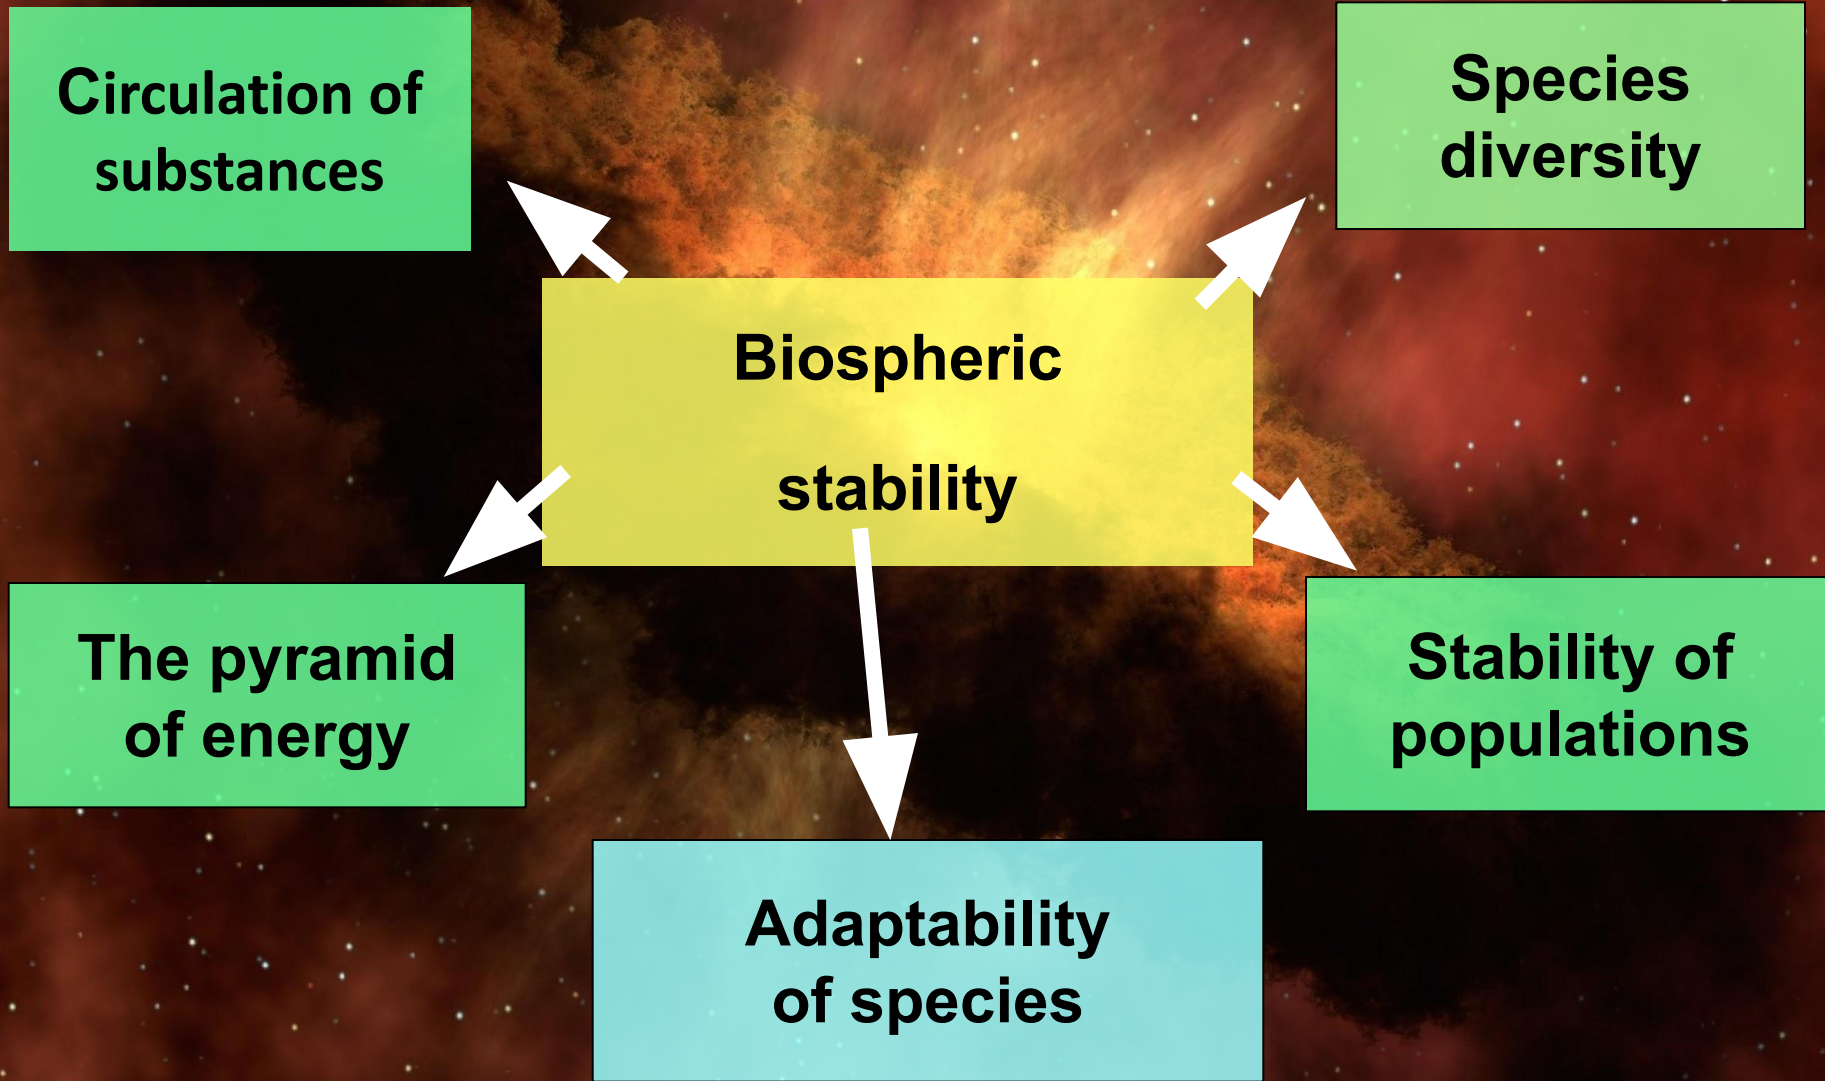 Circulation of
substances
Species
diversity
Biospheric
stability
The pyramid
of energy
Stability of
populations
Adaptability
of species